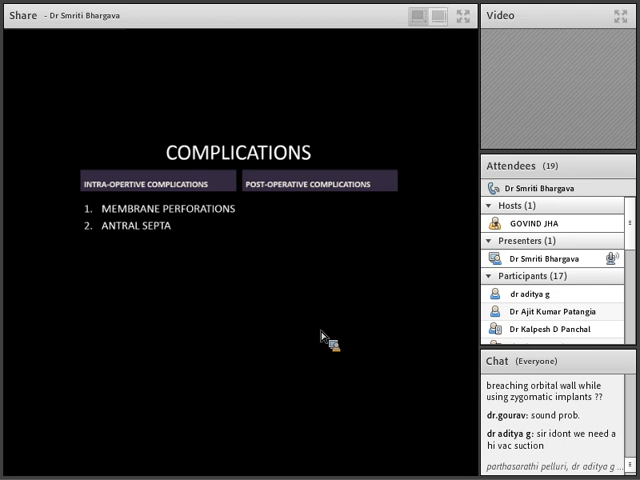 Share - Dr Smriti Bhargava
COMPLICATIONS
INTRA-OPERTIVE COMPLICATIONS
POST-OPERATIVE COMPLICATIONS
1. MEMBRANE PERFORATIONS
2. ANTRAL SEPTA
Video
Attendees (19)
Dr Smriti Bhargava
Hosts (1)
GOVIND JHA
Presenters (1)
Dr Smriti Bhargava
Participants (17)
dr aditya g
Dr Ajit Kumar Patangia
Dr Kalpesh D Panchal
Chat (Everyone)
breaching orbital wall while
using zygomatic implants ??
dr.gourav: sound prob.
dr aditya g: sir idont we need a
hi vac suction
parthasarathi pelluri, dr aditya g ...